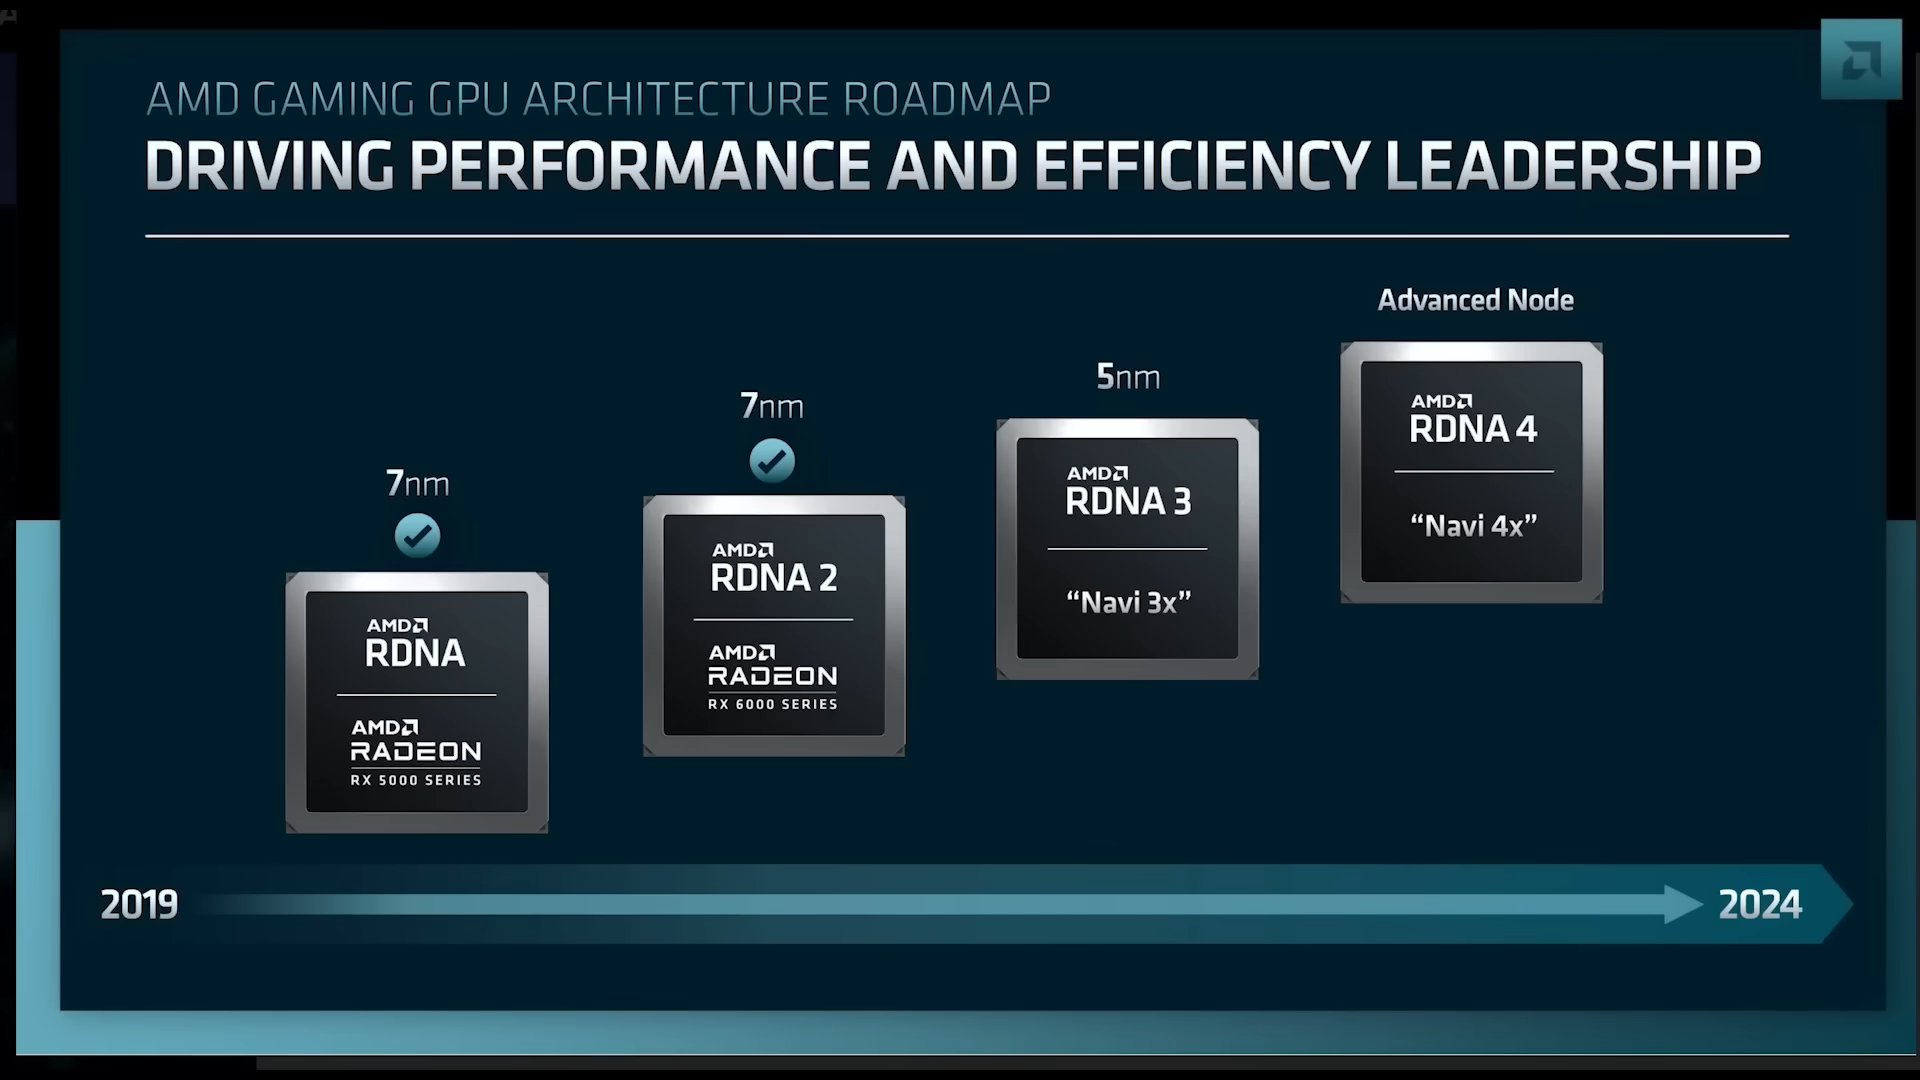 AMD GAMING GPU ARCHITECTURE ROADMAP
DRIVING PERFORMANCE AND EFFICIENCY LEADERSHIP
7nm
AMD
RDNA
AMD
RADEON
RX 5000 SERIES
7nm
AMD
RDNA 2
AMD
RADEON
RX 6000 SERIES
5nm
AMD
RDNA 3
“Navi 3x”
Advanced Node
AMD
RDNA 4
“Navi 4x”
2019
2024